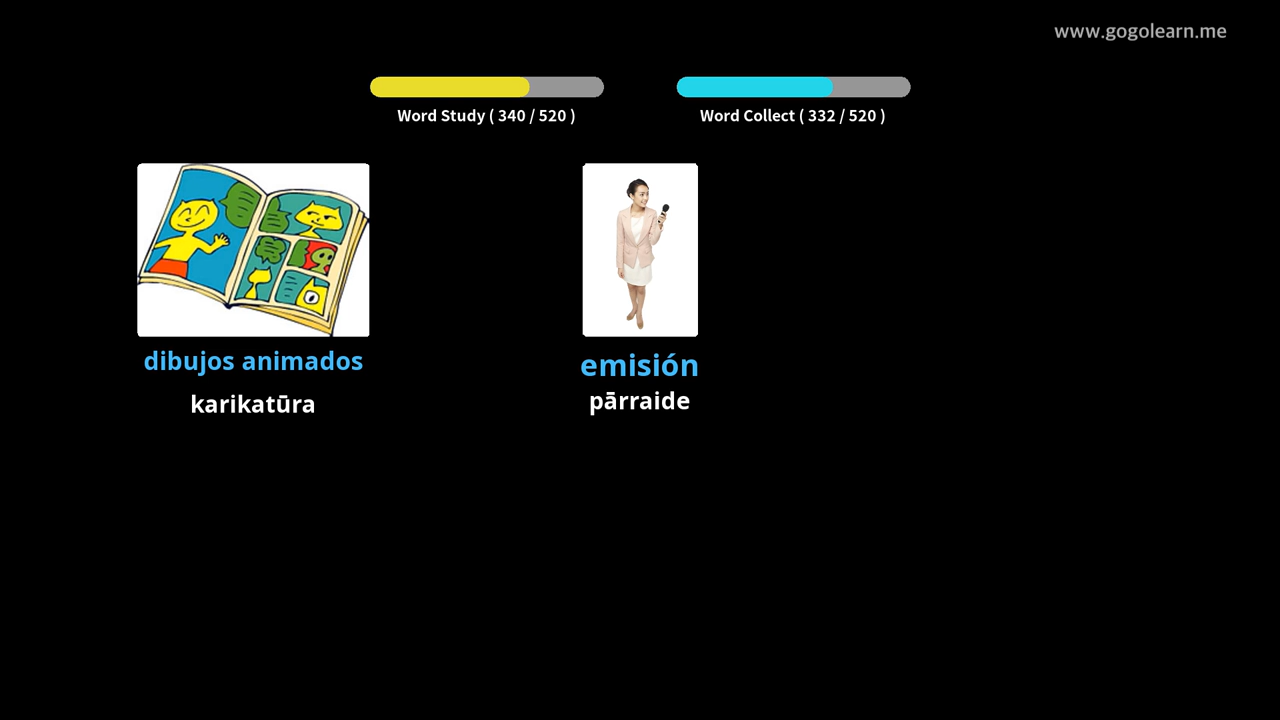 www.gogolearn.me
Word Study ( 340 / 520 )
Word Collect ( 332 / 520 )
dibujos animados
karikatūra
emisión
pārraide